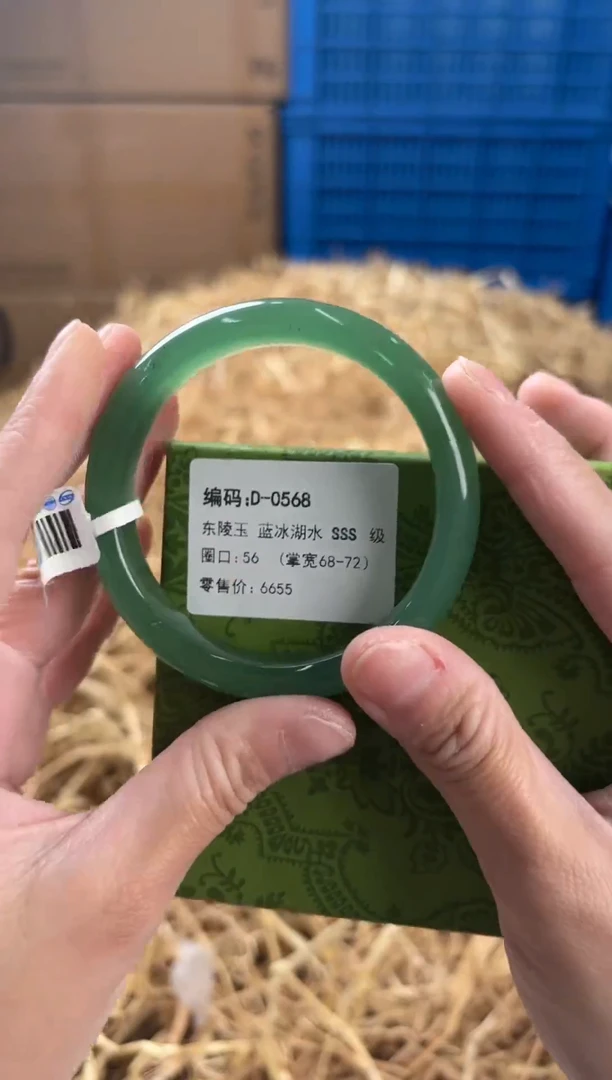 编码:D-0568
东陵玉 蓝冰湖水 SSS 级
圈口: 56 （掌宽68-72）
零售价: 6655